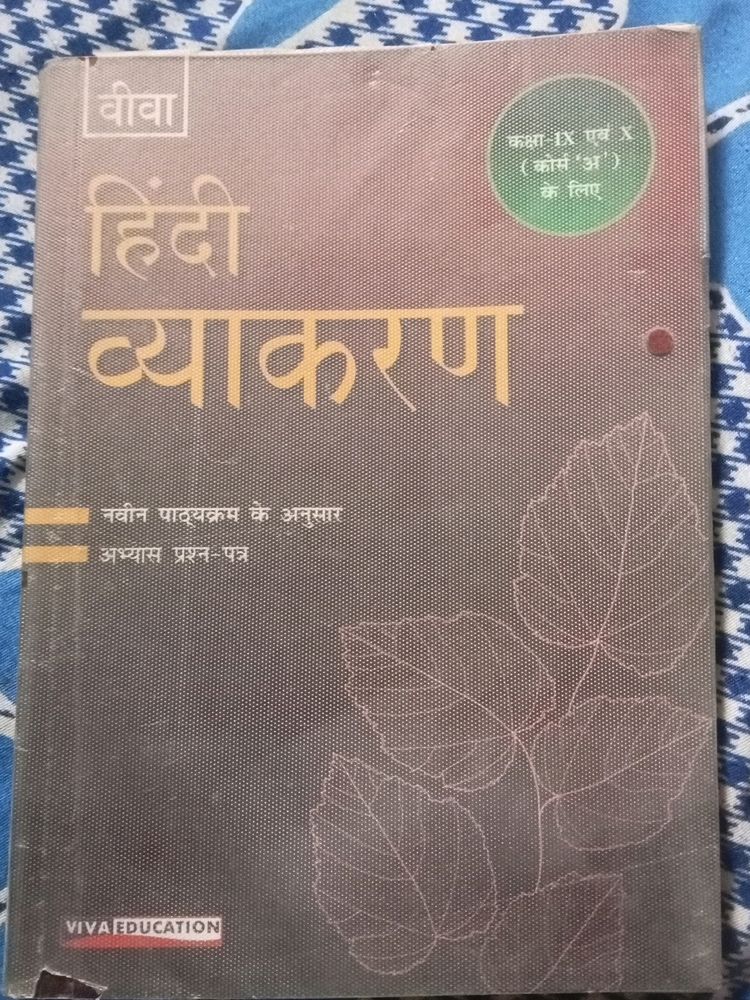 वीवा
कक्षा-IX एवं X
(कोर्स 'अ')
के लिए
हिंदी
व्याकरण
नवीन पाठ्यक्रम के अनुसार
अभ्यास प्रश्न-पत्र
VIVA EDUCATION